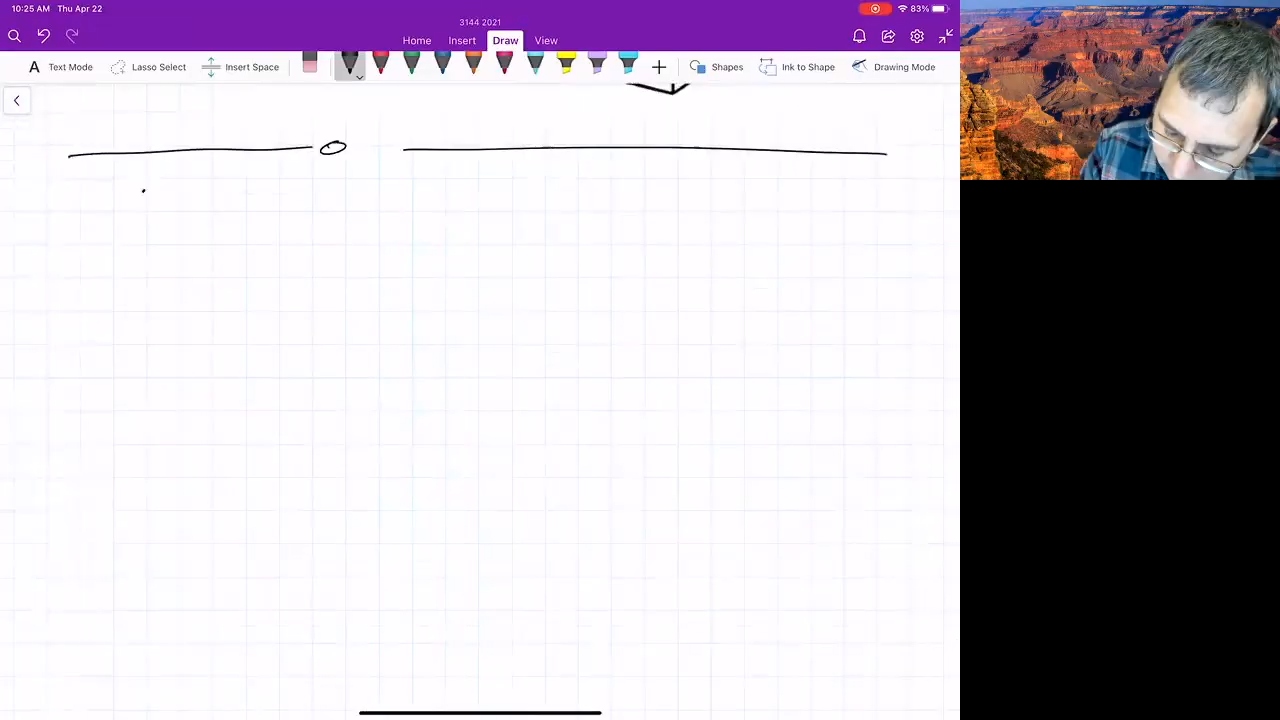 10:25 AM Thu Apr 22
83%
3144 2021
Home Insert Draw View
A Text Mode Lasso Select Insert Space Shapes Ink to Shape Drawing Mode